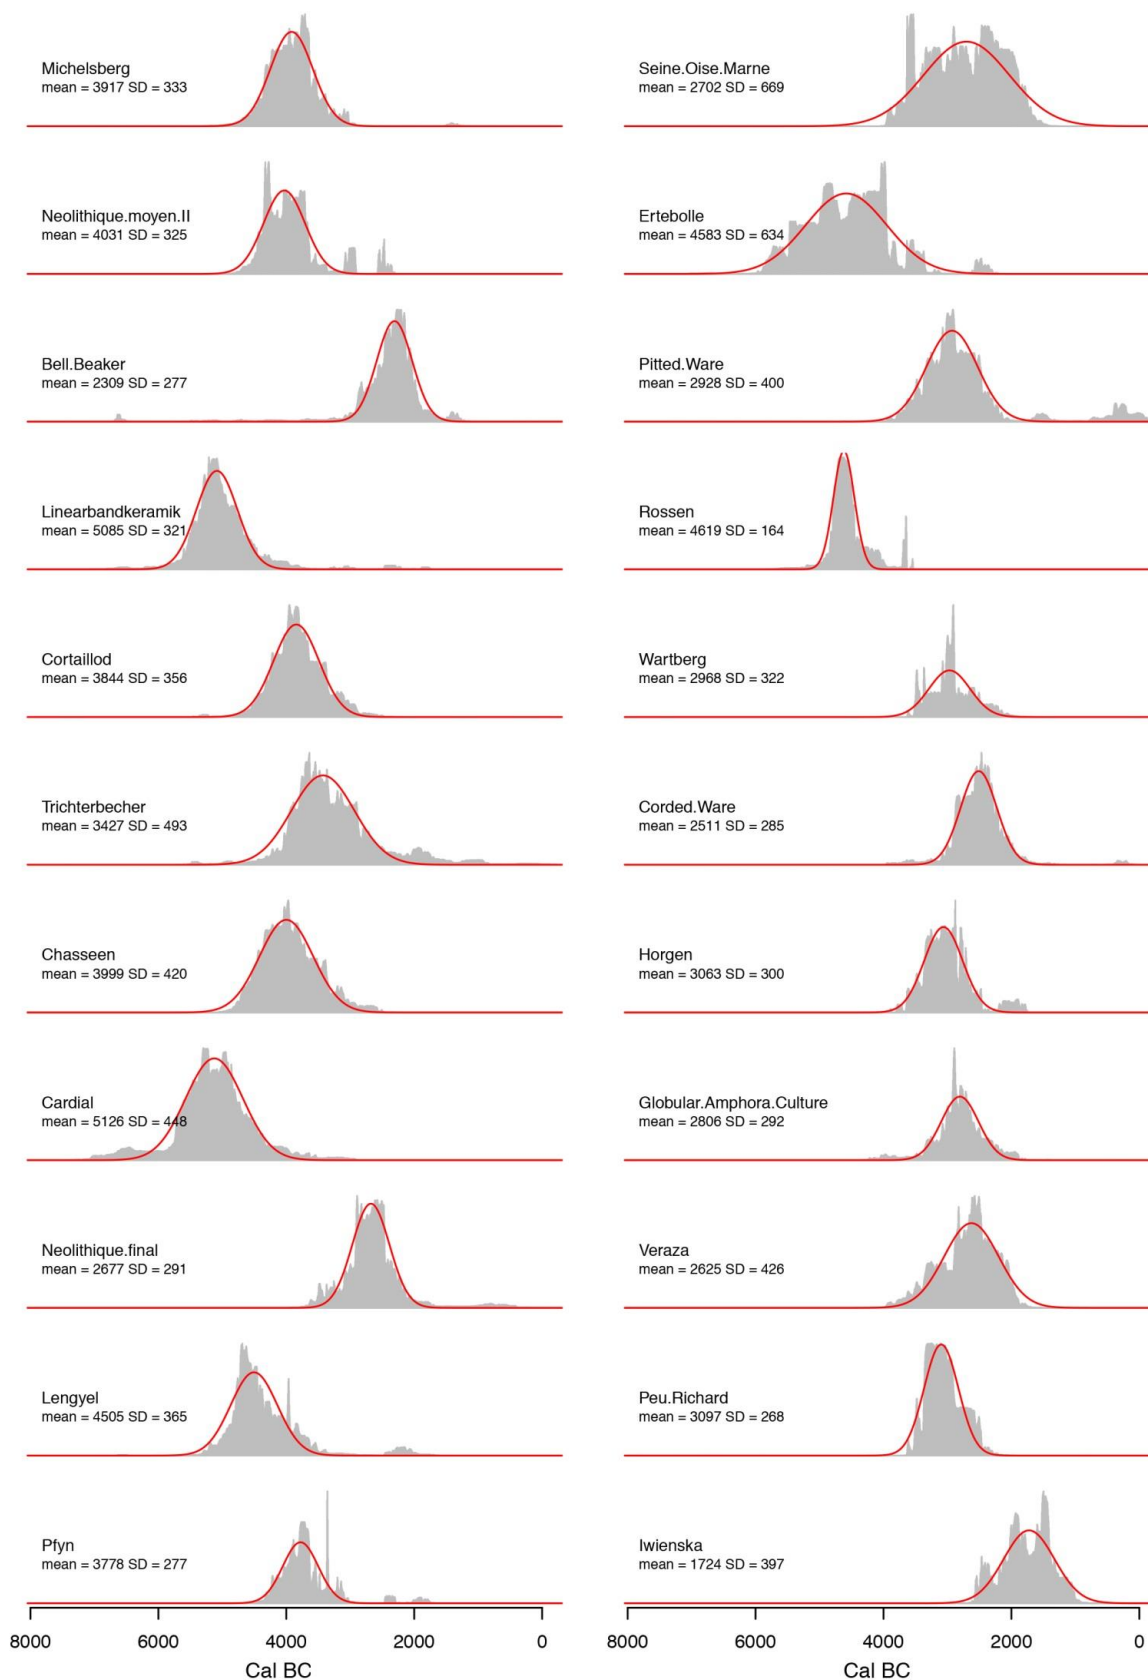 Michelsberg
mean = 3917 SD = 333
Neolithique.moyen.II
mean = 4031 SD = 325
Bell.Beaker
mean = 2309 SD = 277
Linearbandkeramik
mean = 5085 SD = 321
Cortaillod
mean = 3844 SD = 356
Trichterbecher
mean = 3427 SD = 493
Chasseen
mean = 3999 SD = 420
Cardial
mean = 5126 SD = 448
Neolithique.final
mean = 2677 SD = 291
Lengyel
mean = 4505 SD = 365
Pfyn
mean = 3778 SD = 277
8000 6000 4000 2000 0
Cal BC
Seine.Oise.Marne
mean = 2702 SD = 669
Ertebolle
mean = 4583 SD = 634
Pitted.Ware
mean = 2928 SD = 400
Rossen
mean = 4619 SD = 164
Wartberg
mean = 2968 SD = 322
Corded.Ware
mean = 2511 SD = 285
Horgen
mean = 3063 SD = 300
Globular.Amphora.Culture
mean = 2806 SD = 292
Veraza
mean = 2625 SD = 426
Peu.Richard
mean = 3097 SD = 268
Iwienska
mean = 1724 SD = 397
8000 6000 4000 2000 0
Cal BC